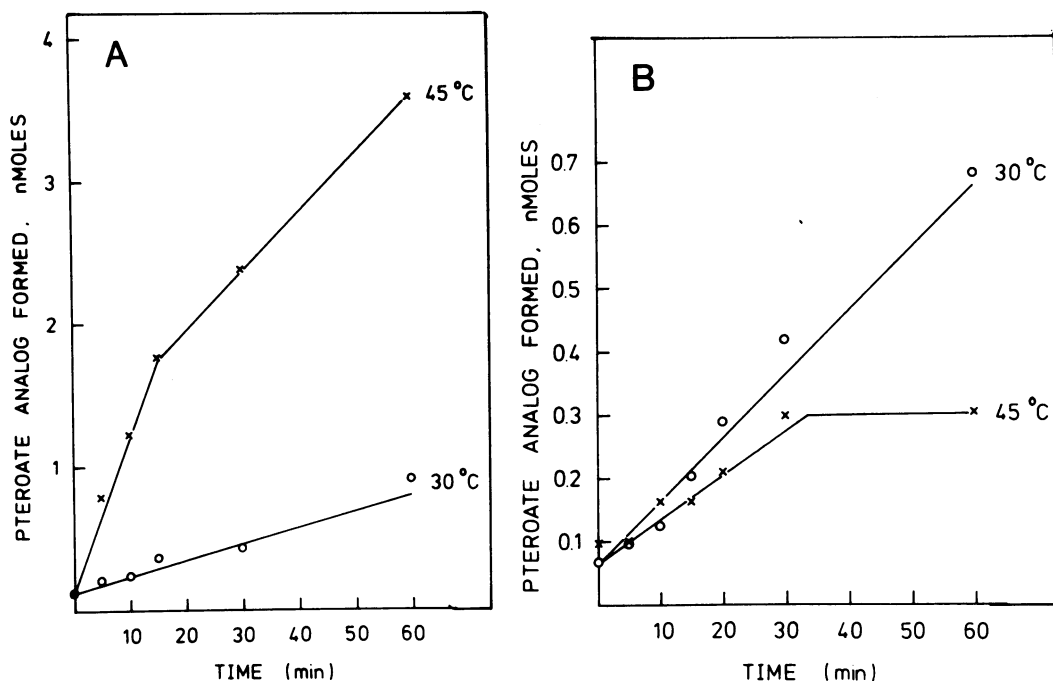 A
PTEROATE ANALOG FORMED, nMOLES
4
3
2
1
45 °C
30 °C
10 20 30 40 50 60
TIME (min)
B
PTEROATE ANALOG FORMED, nMOLES
0.7
0.6
0.5
0.4
0.3
0.2
0.1
30 °C
45 °C
10 20 30 40 50 60
TIME (min)